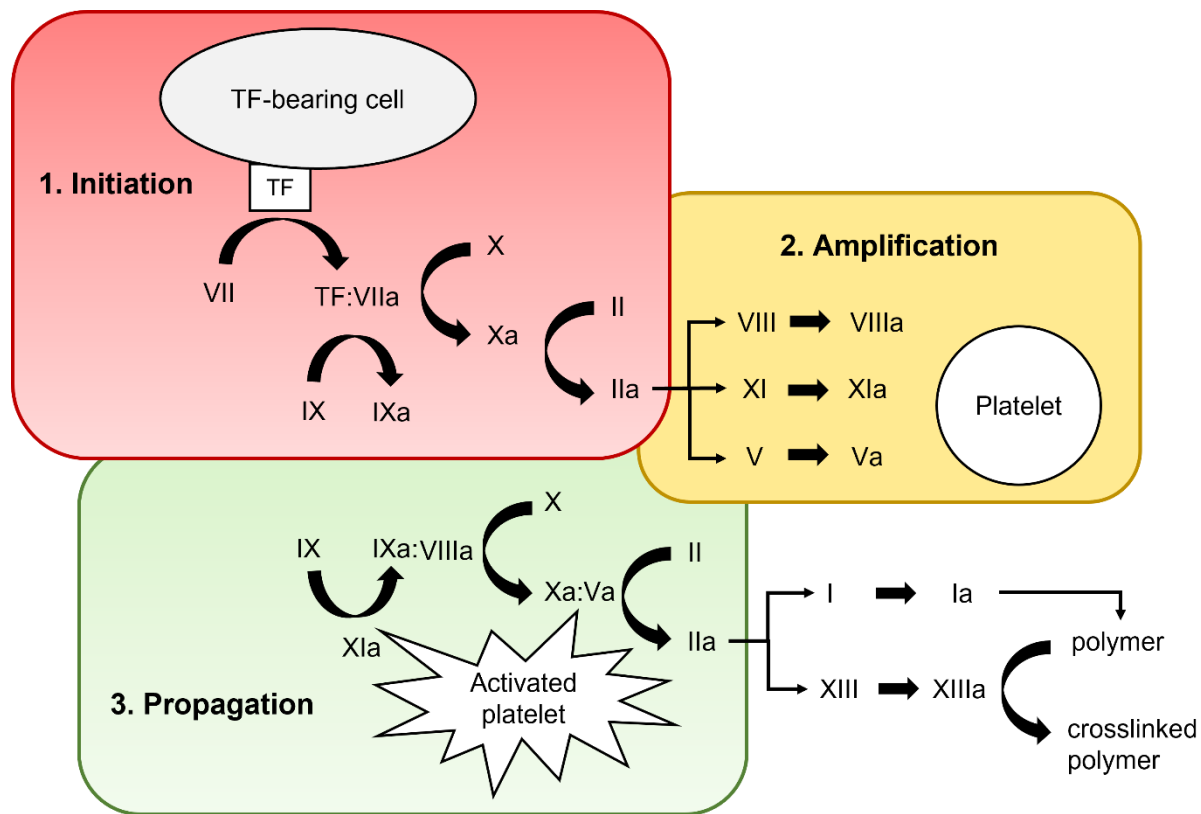 TF-bearing cell
1. Initiation
TF
VII
TF:VIIa
X
Xa
IX
IXa
II
IIa
2. Amplification
VIII
VIIIa
XI
XIa
V
Va
Platelet
3. Propagation
IX
IXa:VIIIa
XIa
X
Xa:Va
II
IIa
Activated
platelet
I
Ia
polymer
XIII
XIIIa
crosslinked
polymer